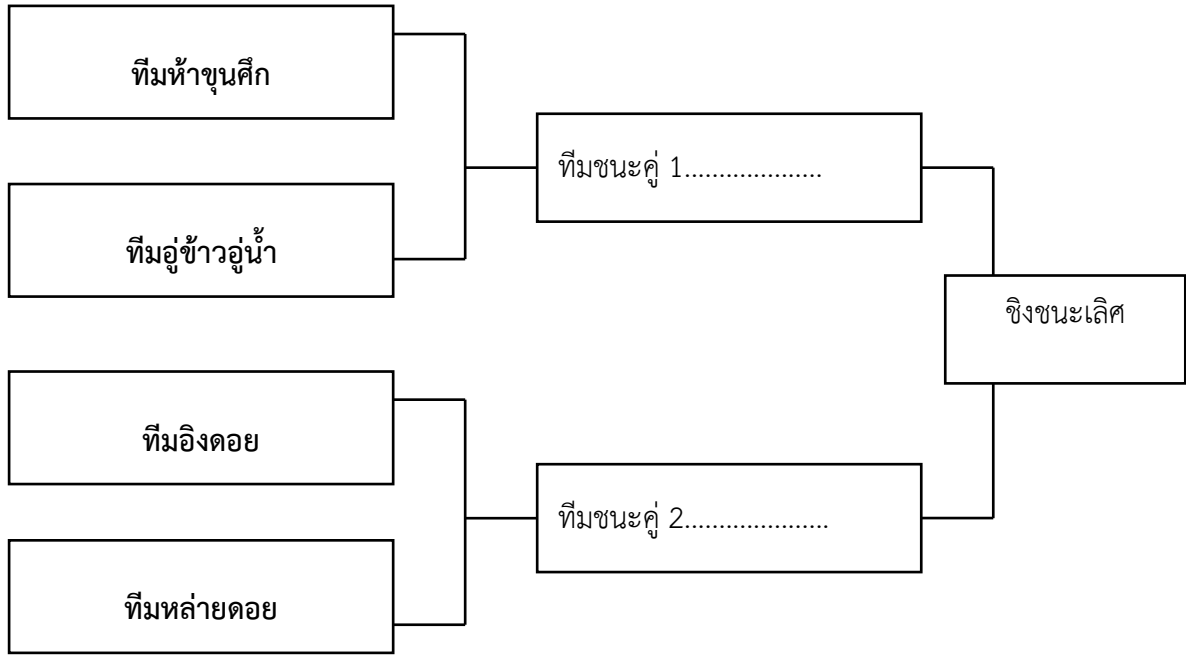 ทีมห้าขุนศึก
ทีมอู่ข้าวอู่น้ำ
ทีมอิงดอย
ทีมหล่ายดอย
ทีมชนะคู่ 1....................
ทีมชนะคู่ 2.....................
ชิงชนะเลิศ